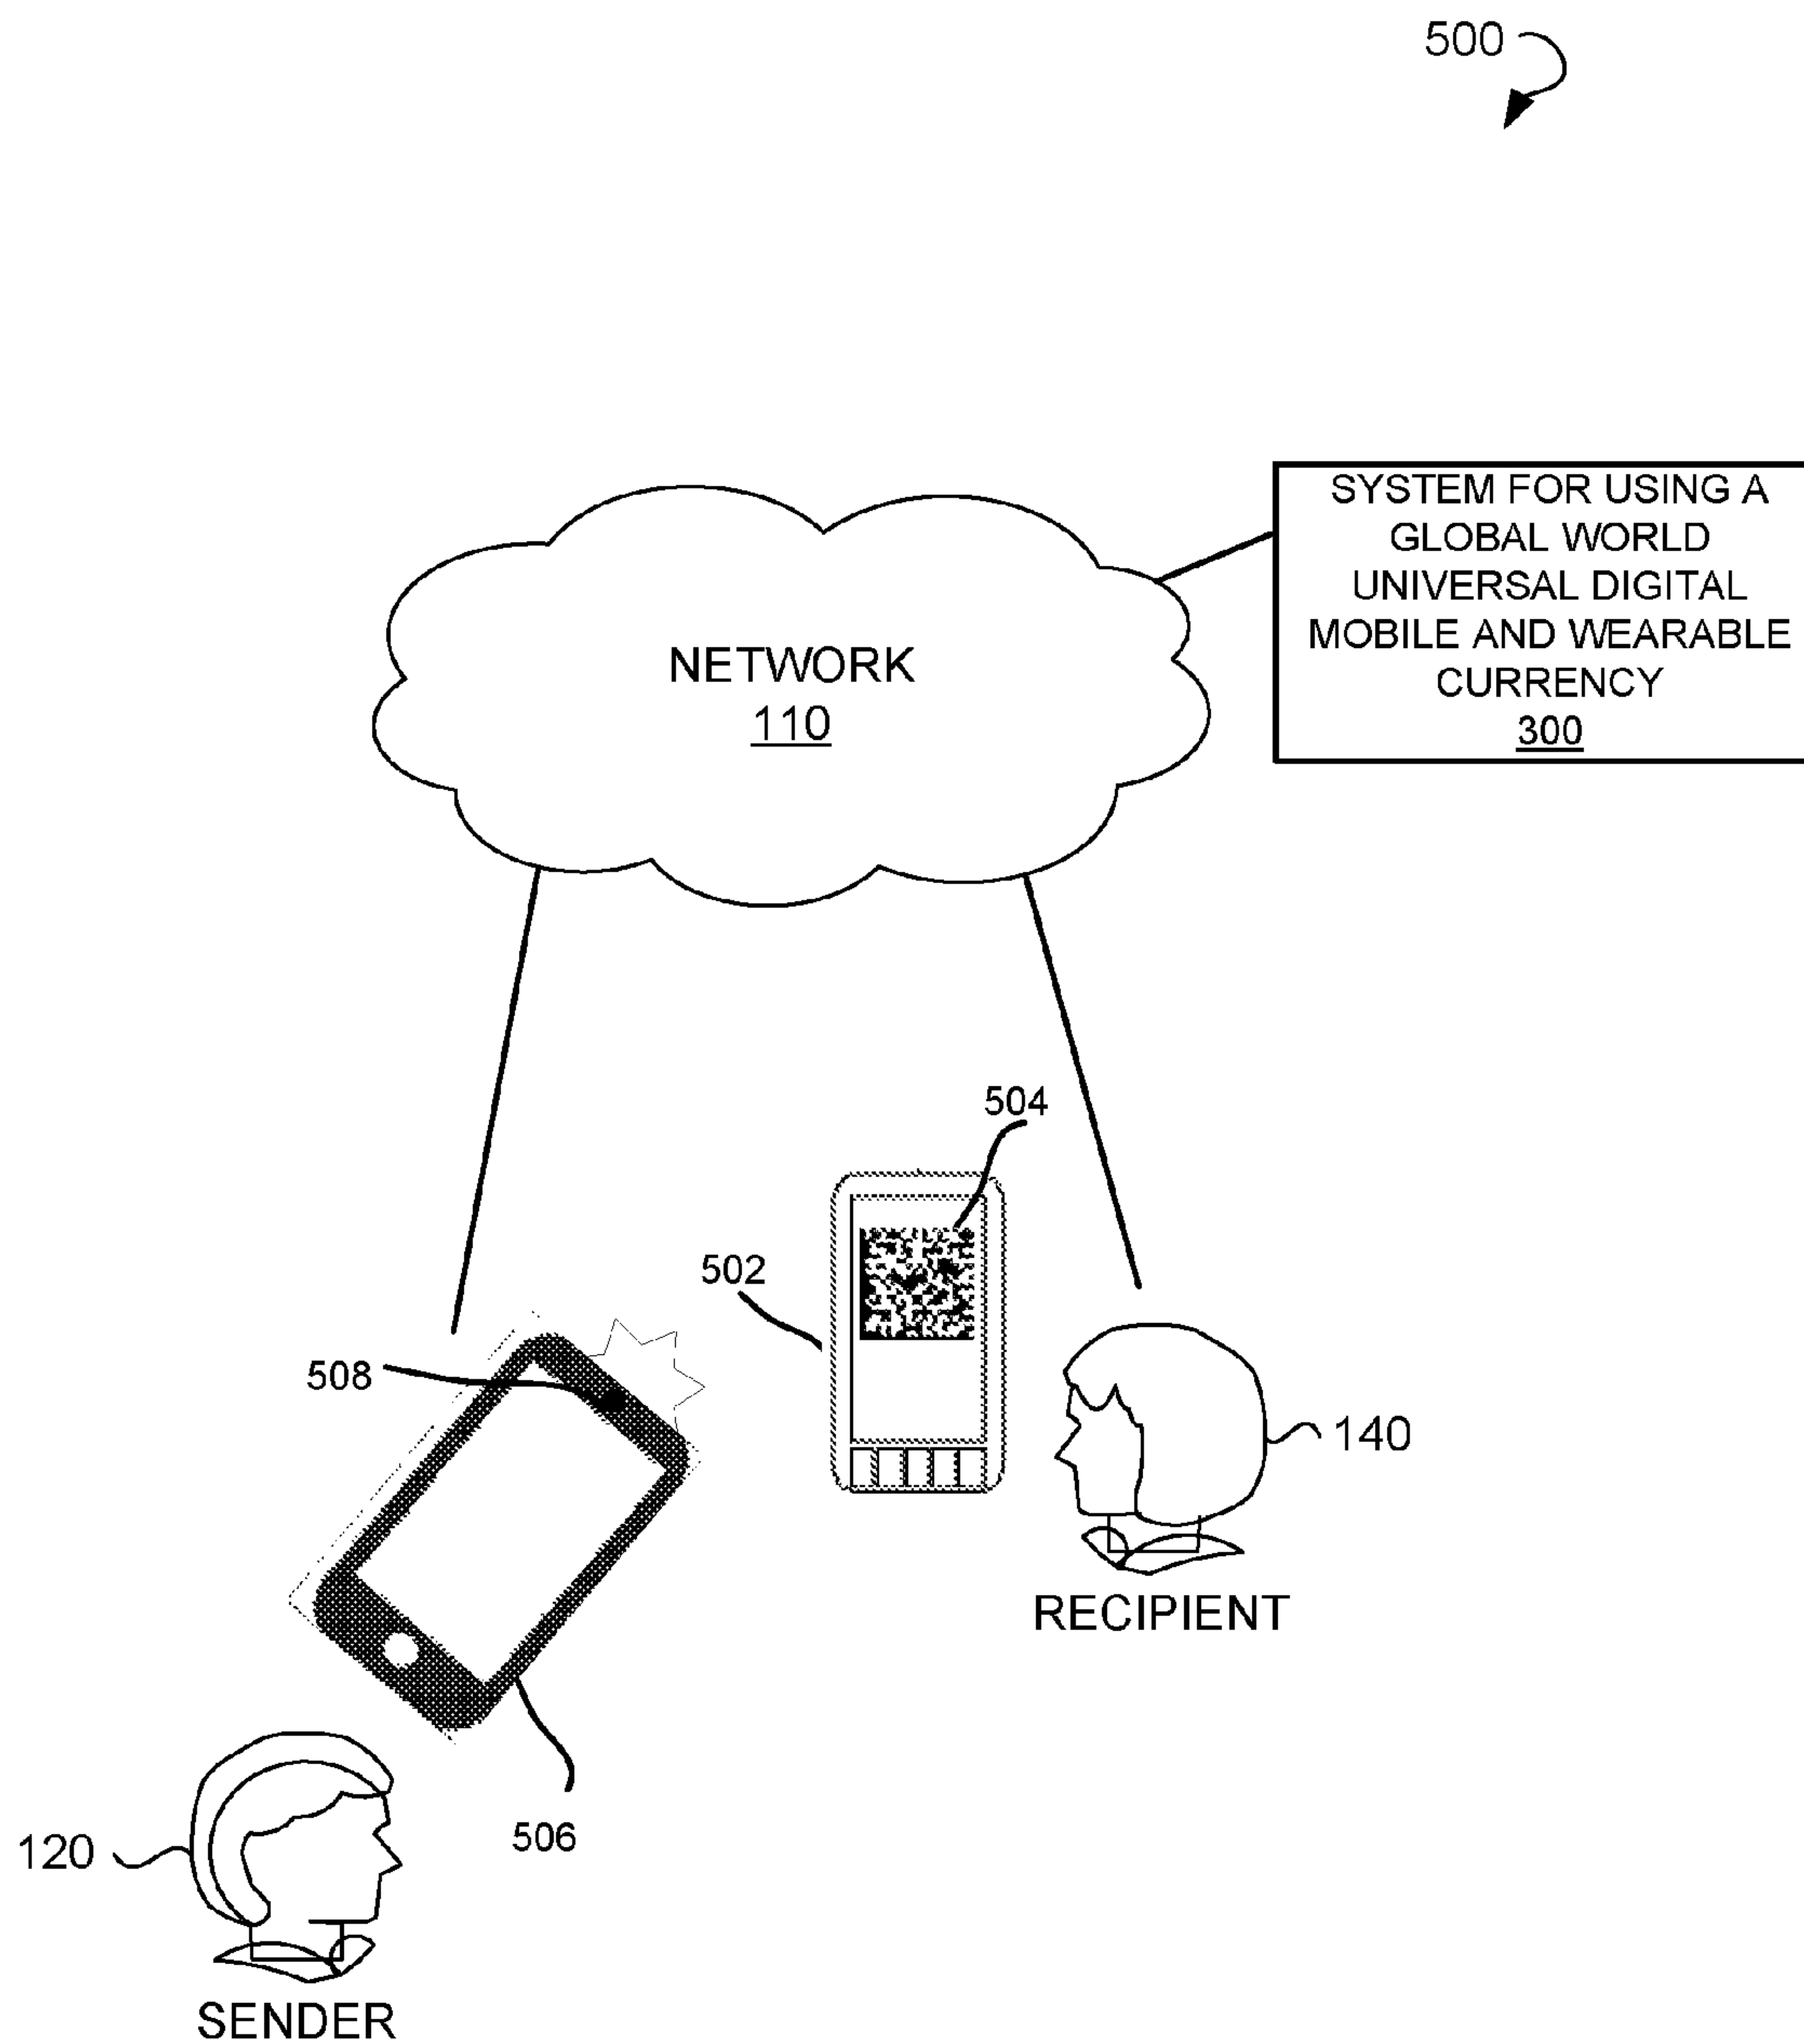 500
SYSTEM FOR USING A
GLOBAL WORLD
UNIVERSAL DIGITAL
MOBILE AND WEARABLE
CURRENCY
300
NETWORK
110
504
502
508
140
RECIPIENT
506
120
SENDER